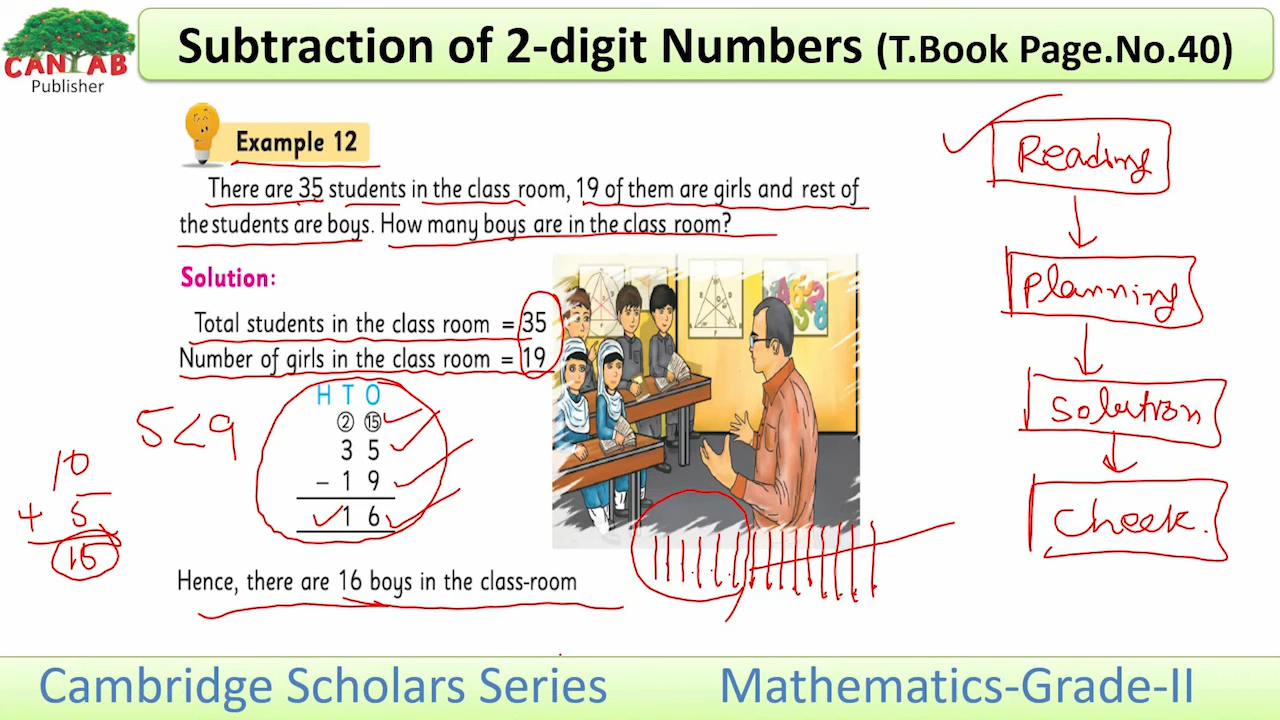 CANTAB
Publisher
Subtraction of 2-digit Numbers (T.Book Page.No.40)
Example 12
There are 35 students in the class room, 19 of them are girls and rest of
the students are boys. How many boys are in the class room?
Solution:
Total students in the class room = 35
Number of girls in the class room = 19
H T O
2 15
3 5
- 1 9
1 6
5<9
10
+ 5
15
Hence, there are 16 boys in the class-room
Reading
Planning
Solution
Check.
Cambridge Scholars Series
Mathematics-Grade-II